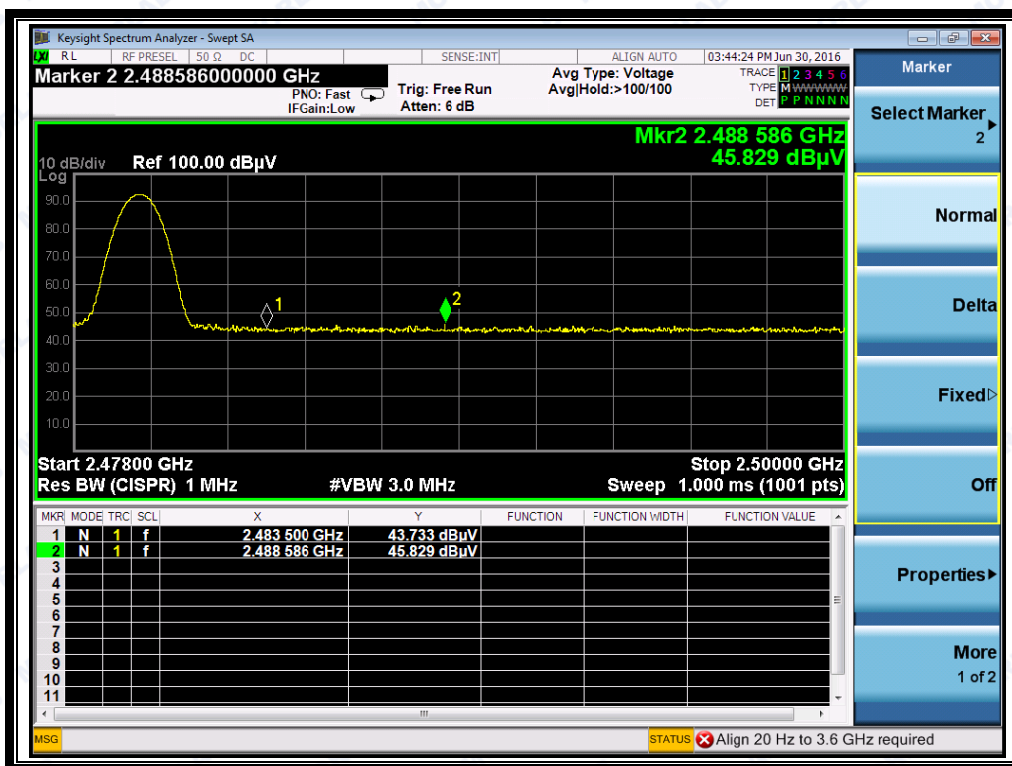 Keysight Spectrum Analyzer - Swept SA
LXI RL RF PRESEL 50 Ω DC SENSE:INT ALIGN AUTO 03:44:24 PM Jun 30, 2016
Marker 2 2.488586000000 GHz
PNO: Fast
IFGain:Low
Trig: Free Run
Atten: 6 dB
Avg Type: Voltage
Avg|Hold:>100/100
TRACE 1 2 3 4 5 6
TYPE M WWWWW
DET P P N N N N
Mkr2 2.488 586 GHz
45.829 dBµV
10 dB/div Ref 100.00 dBµV
Log
90.0
80.0
70.0
60.0
50.0
40.0
30.0
20.0
10.0
1
2
Start 2.47800 GHz Stop 2.50000 GHz
Res BW (CISPR) 1 MHz #VBW 3.0 MHz Sweep 1.000 ms (1001 pts)
MKR MODE TRC SCL X Y FUNCTION FUNCTION WIDTH FUNCTION VALUE
1 N 1 f 2.483 500 GHz 43.733 dBµV
2 N 1 f 2.488 586 GHz 45.829 dBµV
3
4
5
6
7
8
9
10
11
MSG STATUS Align 20 Hz to 3.6 GHz required
Marker
Select Marker
2
Normal
Delta
Fixed
Off
Properties
More
1 of 2